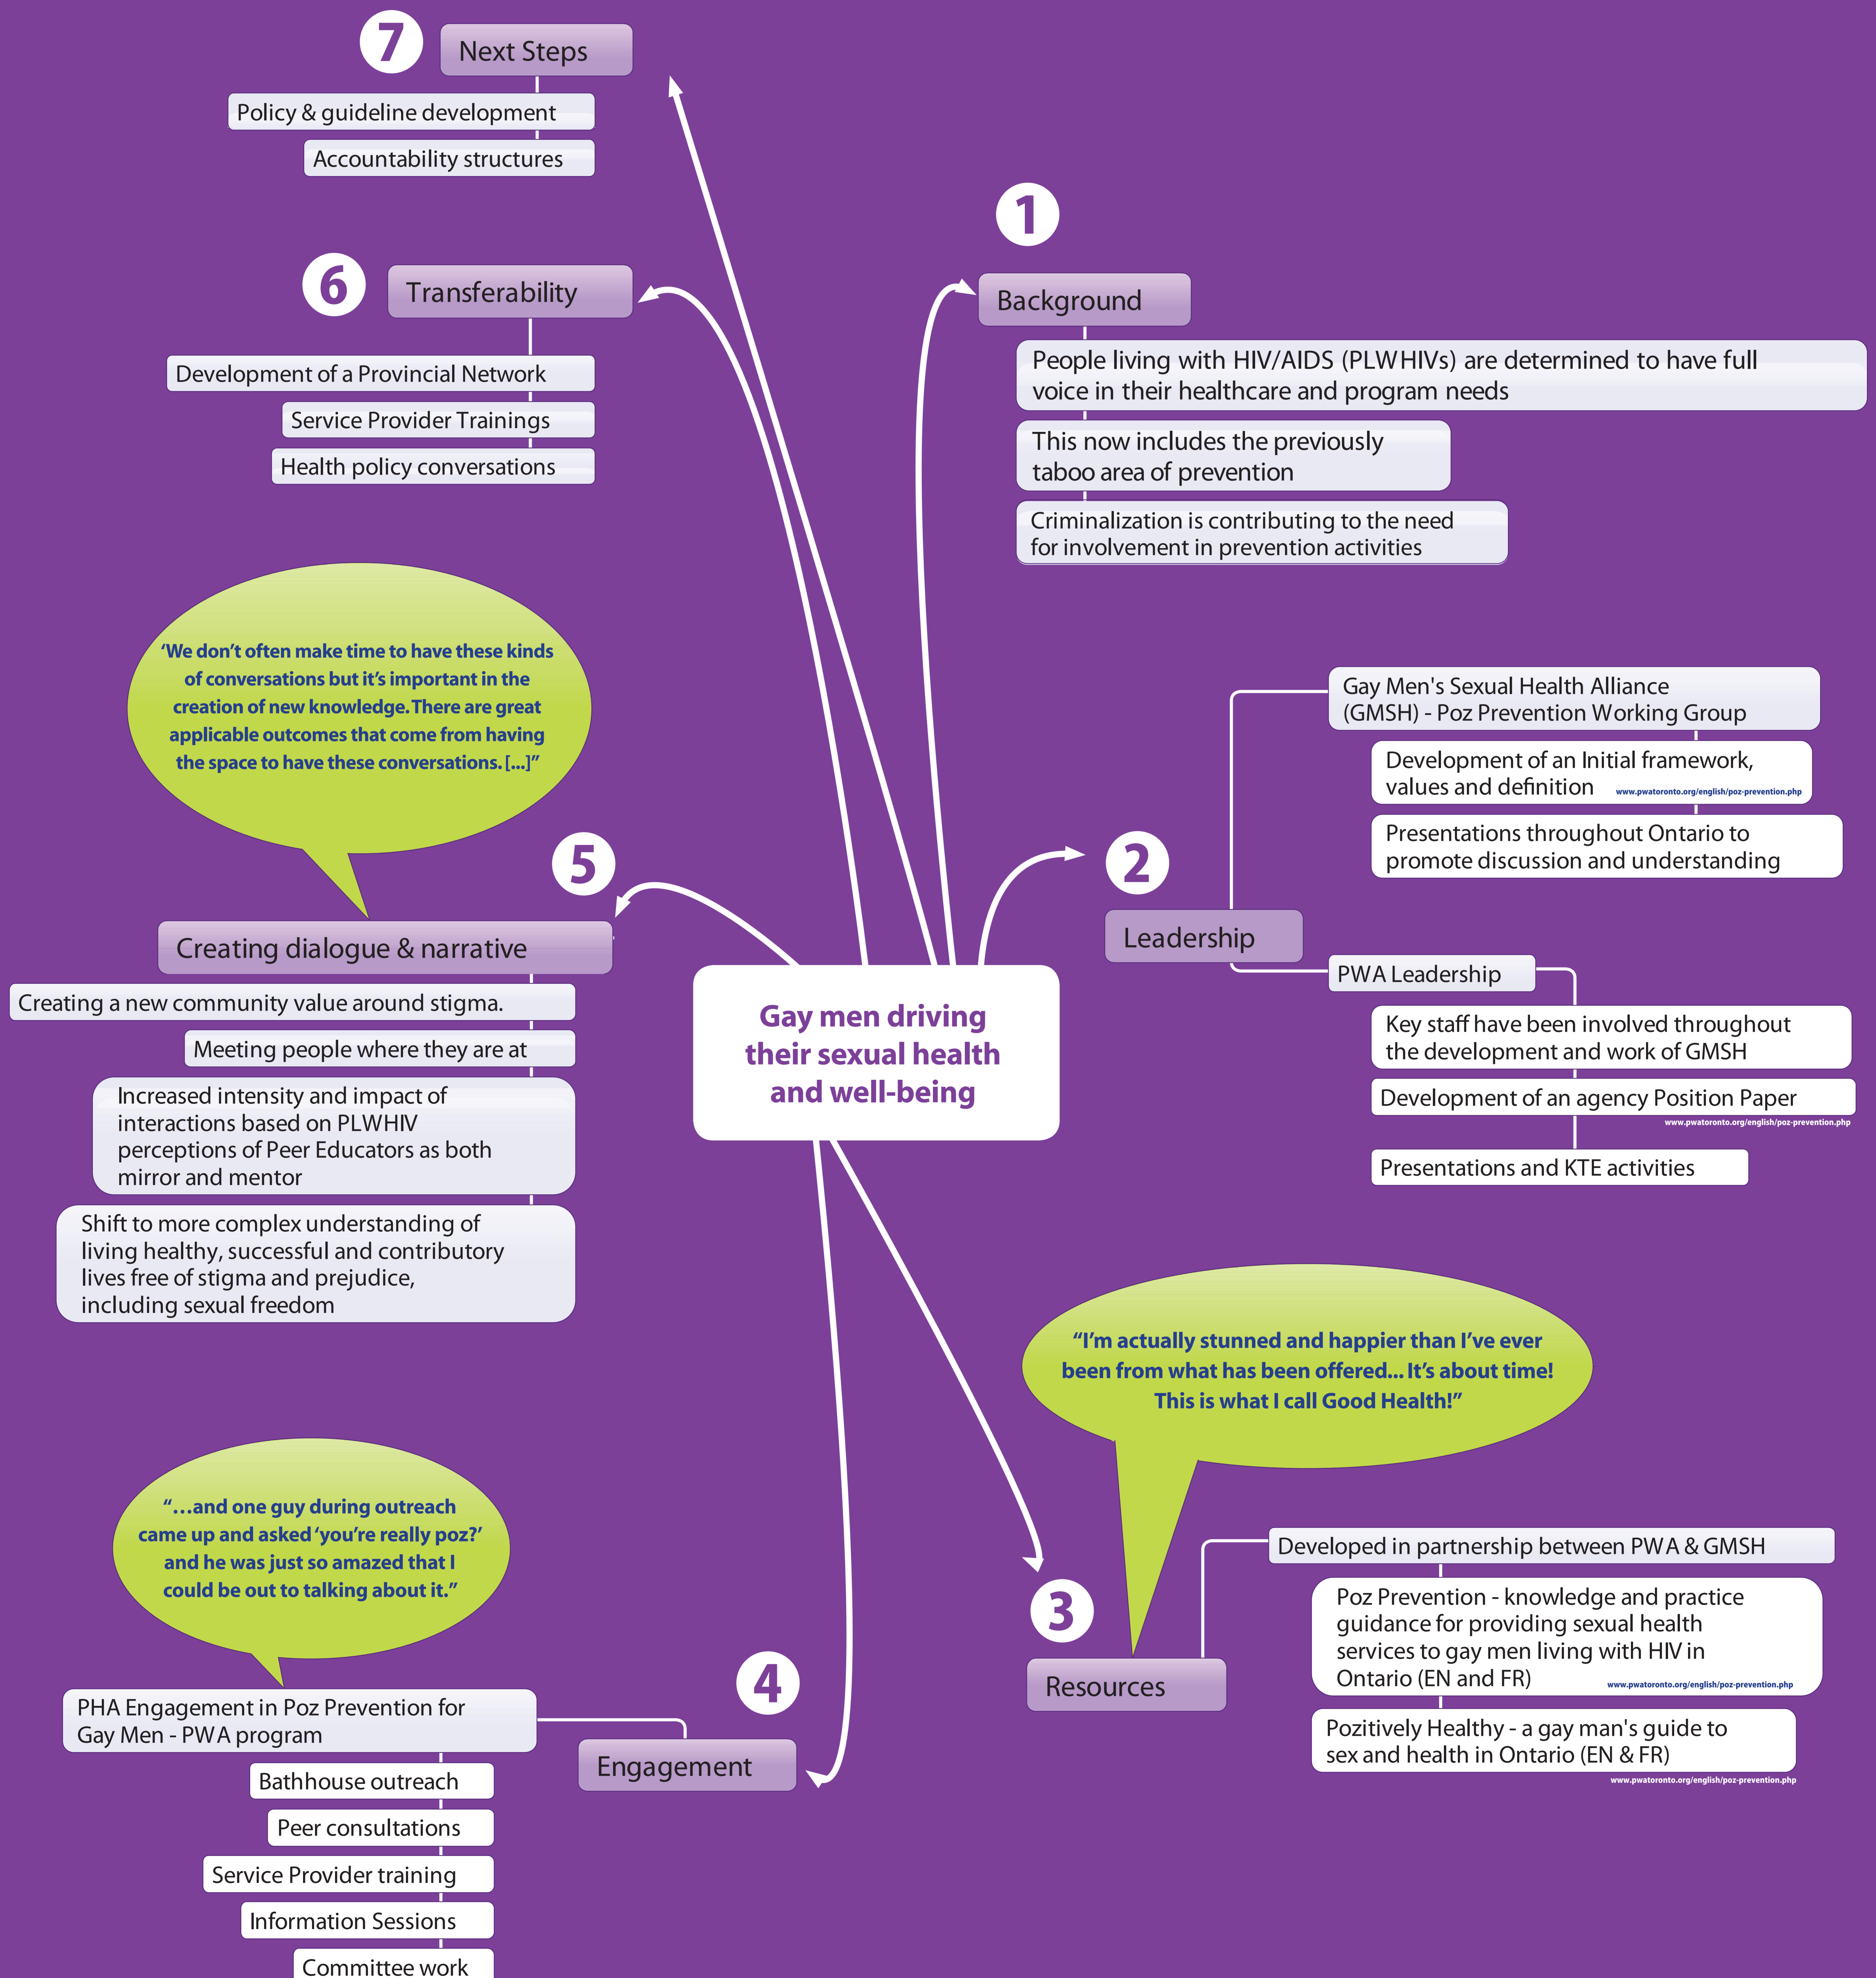 7
Next Steps
Policy & guideline development
Accountability structures
6
Transferability
Development of a Provincial Network
Service Provider Trainings
Health policy conversations
1
Background
People living with HIV/AIDS (PLWHIVs) are determined to have full
voice in their healthcare and program needs
This now includes the previously
taboo area of prevention
Criminalization is contributing to the need
for involvement in prevention activities
‘We don’t often make time to have these kinds
of conversations but it’s important in the
creation of new knowledge. There are great
applicable outcomes that come from having
the space to have these conversations. [...]”
5
Creating dialogue & narrative
Creating a new community value around stigma.
Meeting people where they are at
Increased intensity and impact of
interactions based on PLWHIV
perceptions of Peer Educators as both
mirror and mentor
Shift to more complex understanding of
living healthy, successful and contributory
lives free of stigma and prejudice,
including sexual freedom
Gay men driving
their sexual health
and well-being
2
Leadership
Gay Men's Sexual Health Alliance
(GMSH) - Poz Prevention Working Group
Development of an Initial framework,
values and definition www.pwatoronto.org/english/poz-prevention.php
Presentations throughout Ontario to
promote discussion and understanding
PWA Leadership
Key staff have been involved throughout
the development and work of GMSH
Development of an agency Position Paper
www.pwatoronto.org/english/poz-prevention.php
Presentations and KTE activities
“I’m actually stunned and happier than I’ve ever
been from what has been offered... It’s about time!
This is what I call Good Health!”
3
Resources
Developed in partnership between PWA & GMSH
Poz Prevention - knowledge and practice
guidance for providing sexual health
services to gay men living with HIV in
Ontario (EN and FR) www.pwatoronto.org/english/poz-prevention.php
Pozitively Healthy - a gay man's guide to
sex and health in Ontario (EN & FR)
www.pwatoronto.org/english/poz-prevention.php
“…and one guy during outreach
came up and asked ‘you’re really poz?’
and he was just so amazed that I
could be out to talking about it.”
4
Engagement
PHA Engagement in Poz Prevention for
Gay Men - PWA program
Bathhouse outreach
Peer consultations
Service Provider training
Information Sessions
Committee work